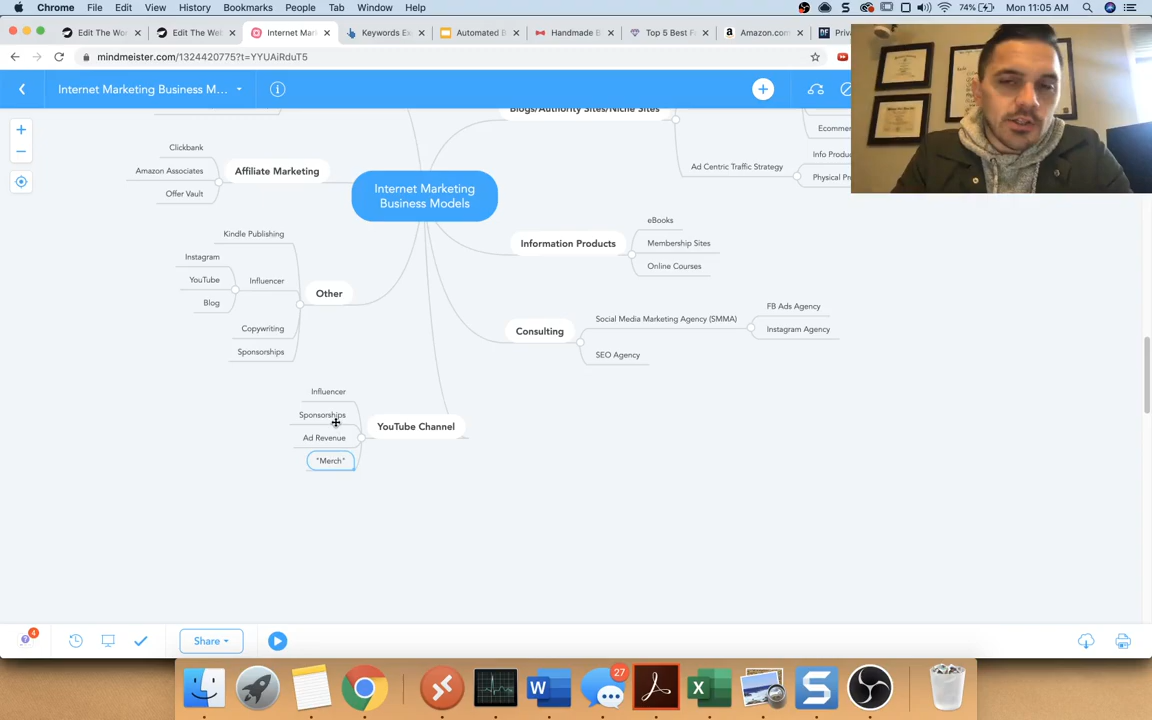 Chrome File Edit View History Bookmarks People Tab Window Help
74% Mon 11:05 AM
Edit The Wo
Edit The Web
Internet Mar
Keywords Ex
Automated B
Handmade B
Top 5 Best F
Amazon.com
Priv
mindmeister.com/1324420775?t=YYUAiRduT5
Internet Marketing Business M...
Blogs/Authority Sites/Niche Sites
Ecomme
Ad Centric Traffic Strategy
Info Produc
Physical Pr
Clickbank
Amazon Associates
Offer Vault
Affiliate Marketing
Internet Marketing
Business Models
Information Products
eBooks
Membership Sites
Online Courses
Kindle Publishing
Instagram
YouTube
Blog
Influencer
Copywriting
Sponsorships
Other
Consulting
Social Media Marketing Agency (SMMA)
FB Ads Agency
Instagram Agency
SEO Agency
Influencer
Sponsorships
Ad Revenue
"Merch"
YouTube Channel
4
Share
27